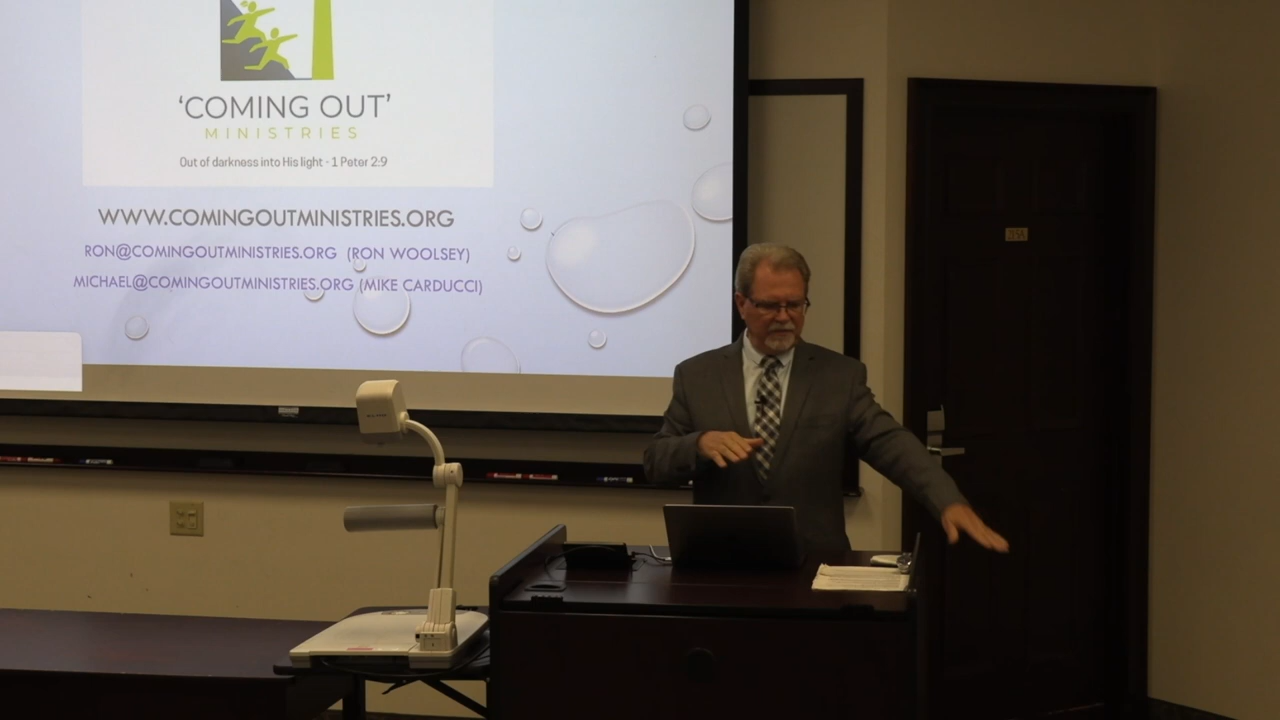 'COMING OUT'
MINISTRIES
Out of darkness into His light - 1 Peter 2:9
WWW.COMINGOUTMINISTRIES.ORG
RON@COMINGOUTMINISTRIES.ORG (RON WOOLSEY)
MICHAEL@COMINGOUTMINISTRIES.ORG (MIKE CARDUCCI)